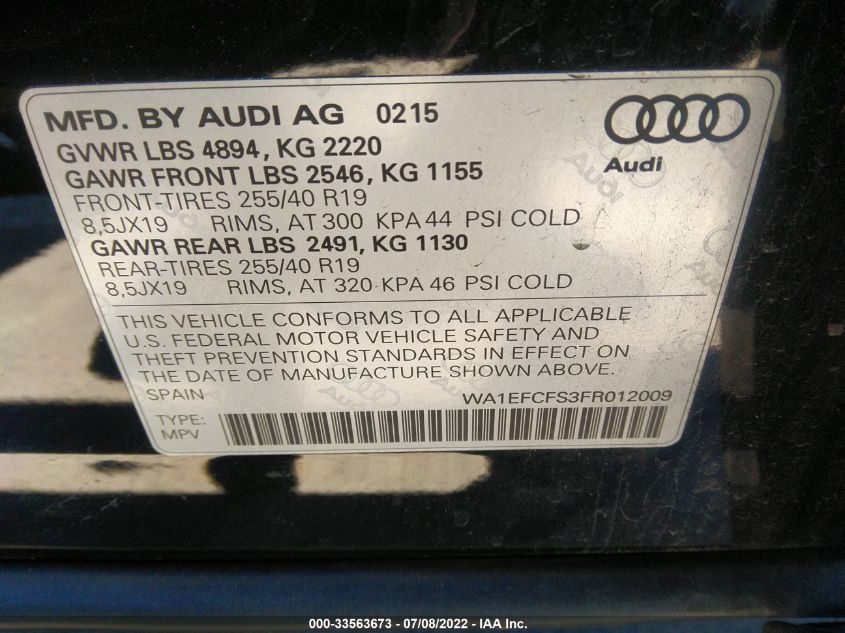 MFD. BY AUDI AG 0215
GVWR LBS 4894, KG 2220
GAWR FRONT LBS 2546, KG 1155
FRONT-TIRES 255/40 R19
8,5JX19 RIMS, AT 300 KPA 44 PSI COLD
GAWR REAR LBS 2491, KG 1130
REAR-TIRES 255/40 R19
8,5JX19 RIMS, AT 320 KPA 46 PSI COLD
Audi
THIS VEHICLE CONFORMS TO ALL APPLICABLE
U.S. FEDERAL MOTOR VEHICLE SAFETY AND
THEFT PREVENTION STANDARDS IN EFFECT ON
THE DATE OF MANUFACTURE SHOWN ABOVE.
SPAIN WA1EFCFS3FR012009
TYPE:
MPV
000-33563673 - 07/08/2022 - IAA Inc.